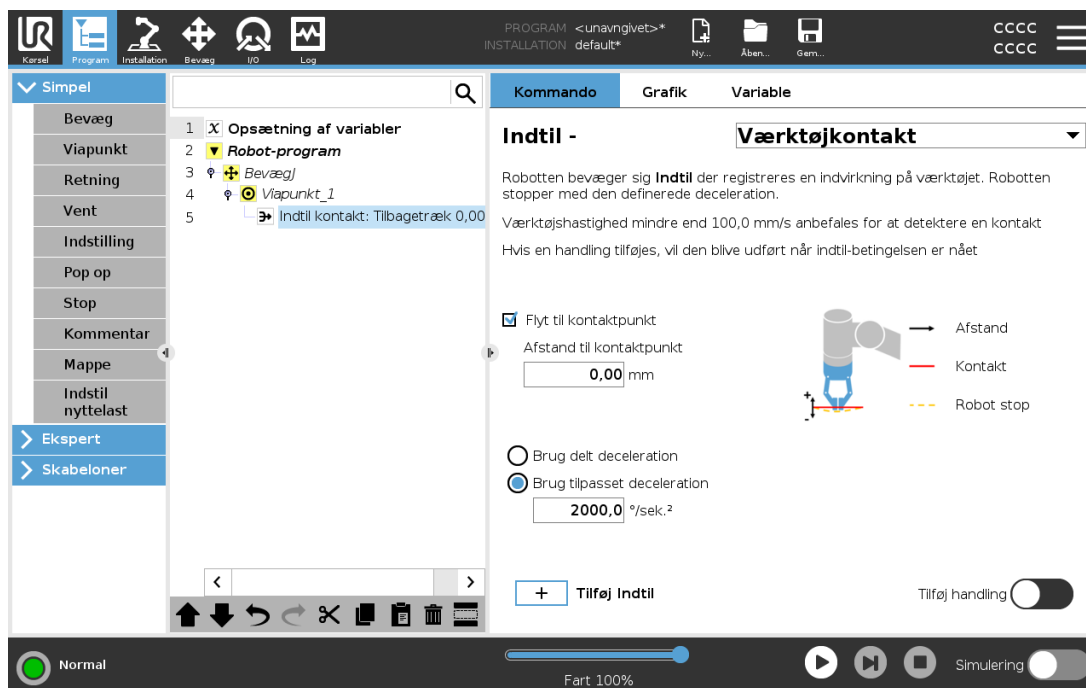 PROGRAM <unavngivet>*
INSTALLATION default*
CCCC
CCCC
UR
Kørsel
Program
Installation
Bevæg
I/O
Log
Ny...
Åben...
Gem...
Simpel
Bevæg
Viapunkt
Retning
Vent
Indstilling
Pop op
Stop
Kommentar
Mappe
Indstil
nyttelast
Ekspert
Skabeloner
1 X Opsætning af variabler
2 Robot-program
3 BevægJ
4 Viapunkt_1
5 Indtil kontakt: Tilbagetræk 0,00
Kommando Grafik Variable
Indtil - Værktøjkontakt
Robotten bevæger sig Indtil der registreres en indvirkning på værktøjet. Robotten
stopper med den definerede deceleration.
Værktøjshastighed mindre end 100,0 mm/s anbefales for at detektere en kontakt
Hvis en handling tilføjes, vil den blive udført når indtil-betingelsen er nået
Flyt til kontaktpunkt
Afstand til kontaktpunkt
0,00 mm
+
-
Afstand
Kontakt
Robot stop
Brug delt deceleration
Brug tilpasset deceleration
2000,0 °/sek.²
+ Tilføj Indtil
Tilføj handling
Normal
Fart 100%
Simulering